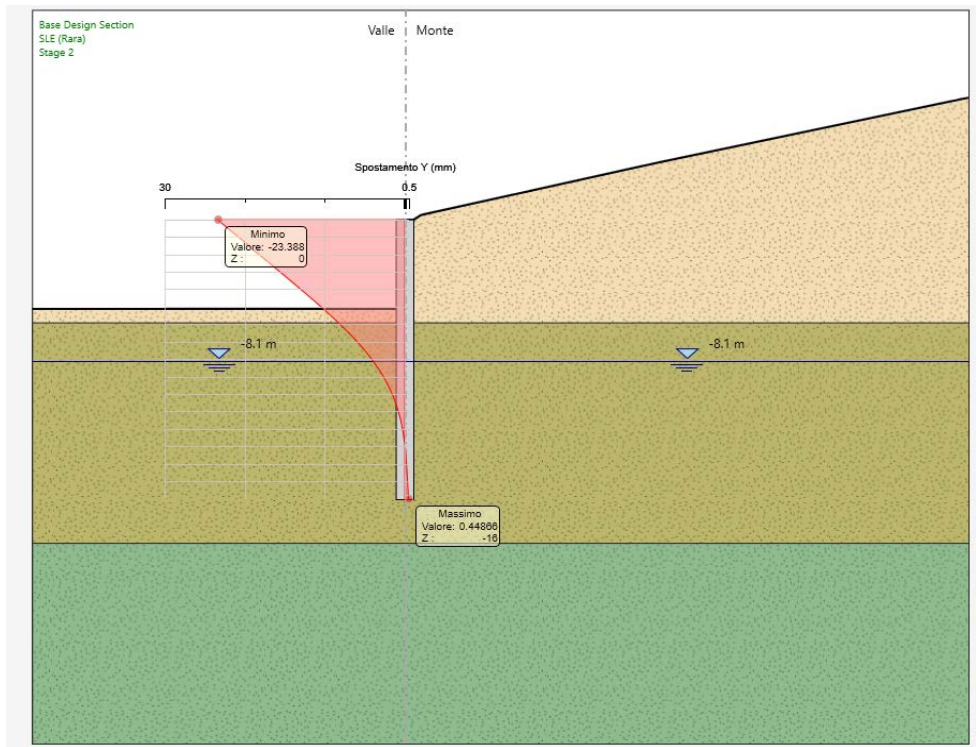 Base Design Section
SLE (Rara)
Stage 2
Valle
Monte
Spostamento Y (mm)
30
0.5
Minimo
Valore: -23.388
Z : 0
-8.1 m
-8.1 m
Massimo
Valore: 0.44866
Z : -16